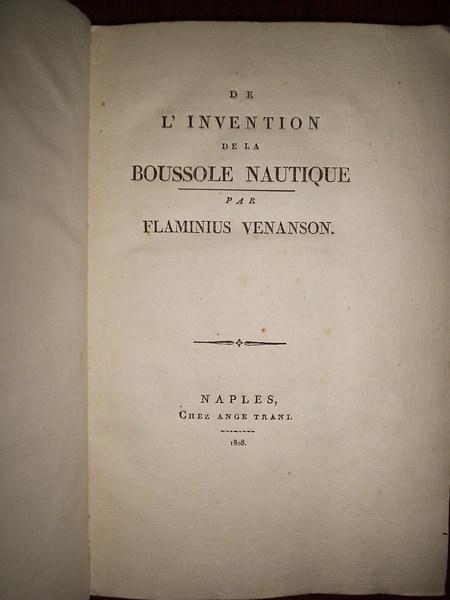 DE
L'INVENTION
DE LA
BOUSSOLE NAUTIQUE
PAR
FLAMINIUS VENANSON.
NAPLES,
CHEZ ANGE TRANI.
1808.